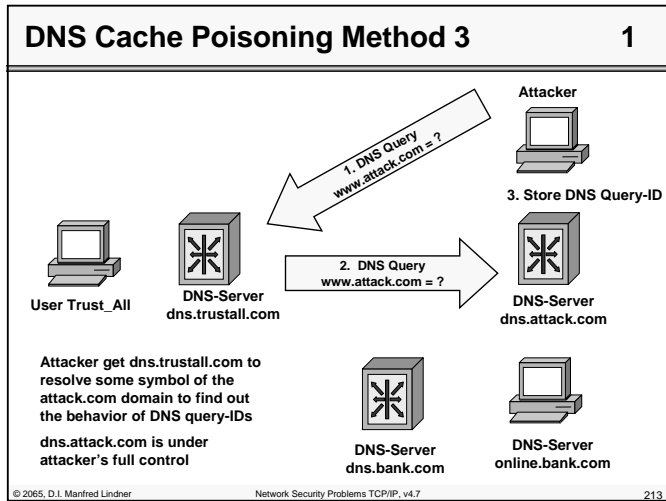 DNS Cache Poisoning Method 3 1
Attacker
1. DNS Query
www.attack.com = ?
3. Store DNS Query-ID
2. DNS Query
www.attack.com = ?
User Trust_All
DNS-Server
dns.trustall.com
DNS-Server
dns.attack.com
Attacker get dns.trustall.com to
resolve some symbol of the
attack.com domain to find out
the behavior of DNS query-IDs
dns.attack.com is under
attacker's full control
DNS-Server
dns.bank.com
DNS-Server
online.bank.com
© 2065, D.I. Manfred Lindner
Network Security Problems TCP/IP, v4.7
213